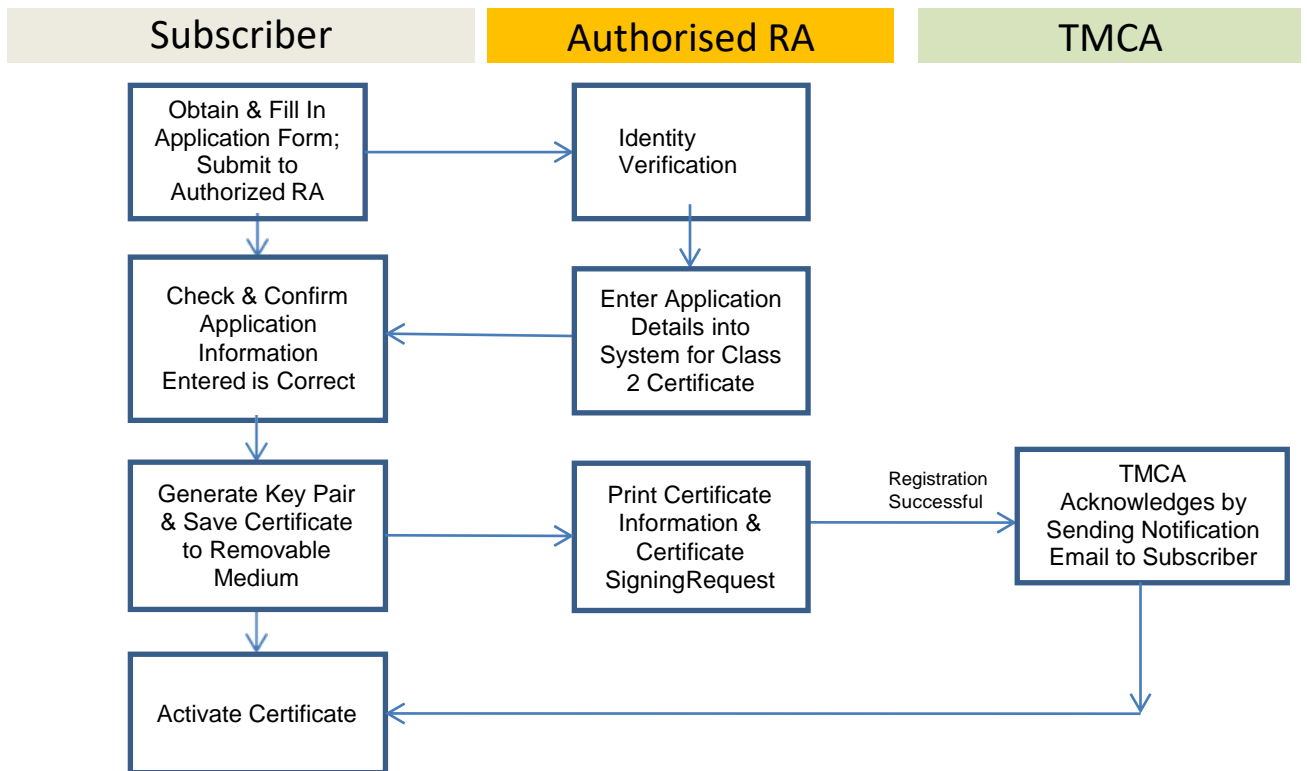 Subscriber
Authorised RA
TMCA
Obtain & Fill In
Application Form;
Submit to
Authorized RA
Identity
Verification
Check & Confirm
Application
Information
Entered is Correct
Enter Application
Details into
System for Class
2 Certificate
Generate Key Pair
& Save Certificate
to Removable
Medium
Print Certificate
Information &
Certificate
SigningRequest
Registration
Successful
TMCA
Acknowledges by
Sending Notification
Email to Subscriber
Activate Certificate